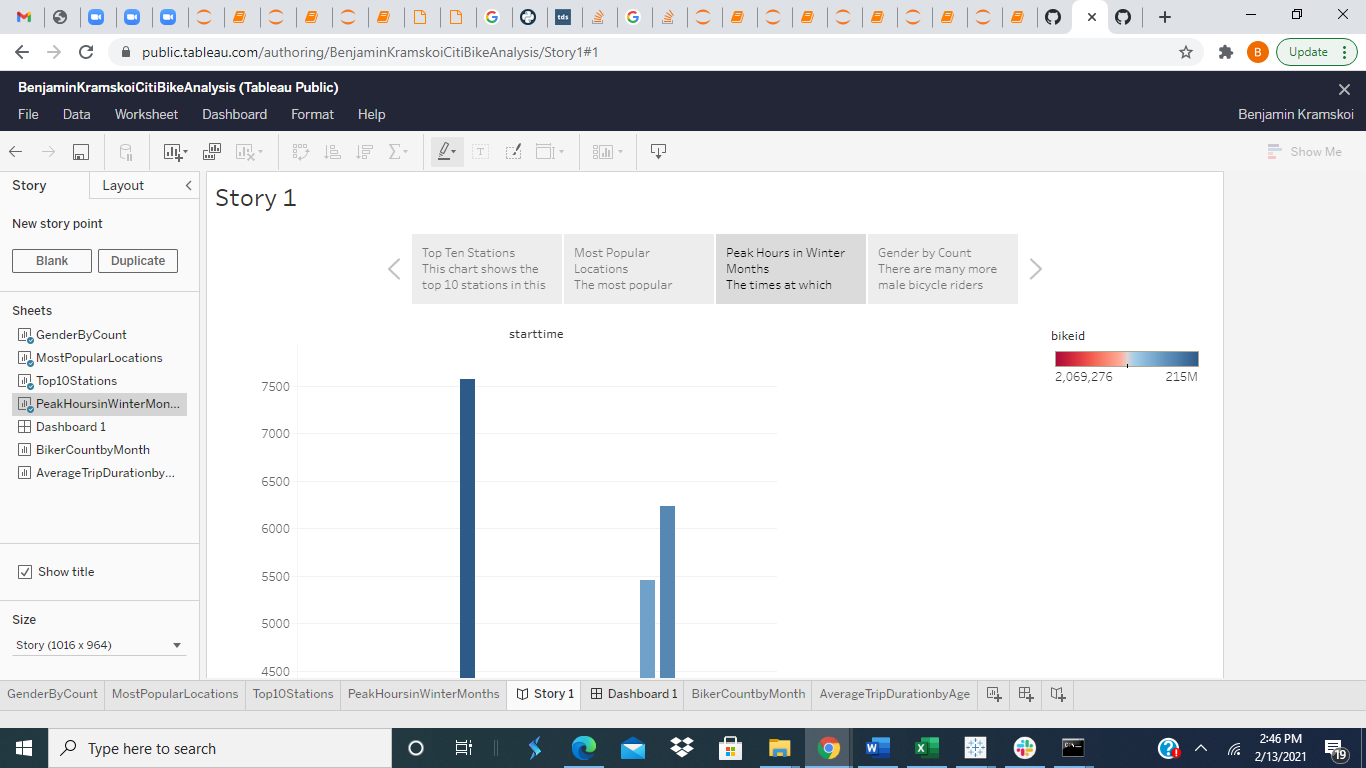 tds
public.tableau.com/authoring/BenjaminKramskoiCitiBikeAnalysis/Story1#1
B
Update
BenjaminKramskoiCitiBikeAnalysis (Tableau Public)
File Data Worksheet Dashboard Format Help
Benjamin Kramskoi
Show Me
Story Layout
New story point
Blank Duplicate
Sheets
GenderByCount
MostPopularLocations
Top10Stations
PeakHoursinWinterMon...
Dashboard 1
BikerCountbyMonth
AverageTripDurationby...
Show title
Size
Story (1016 x 964)
Story 1
Top Ten Stations
This chart shows the
top 10 stations in this
Most Popular
Locations
The most popular
Peak Hours in Winter
Months
The times at which
Gender by Count
There are many more
male bicycle riders
starttime
7500
7000
6500
6000
5500
5000
4500
bikeid
2,069,276 215M
GenderByCount MostPopularLocations Top10Stations PeakHoursinWinterMonths Story 1 Dashboard 1 BikerCountbyMonth AverageTripDurationbyAge
Type here to search
2:46 PM
2/13/2021
19